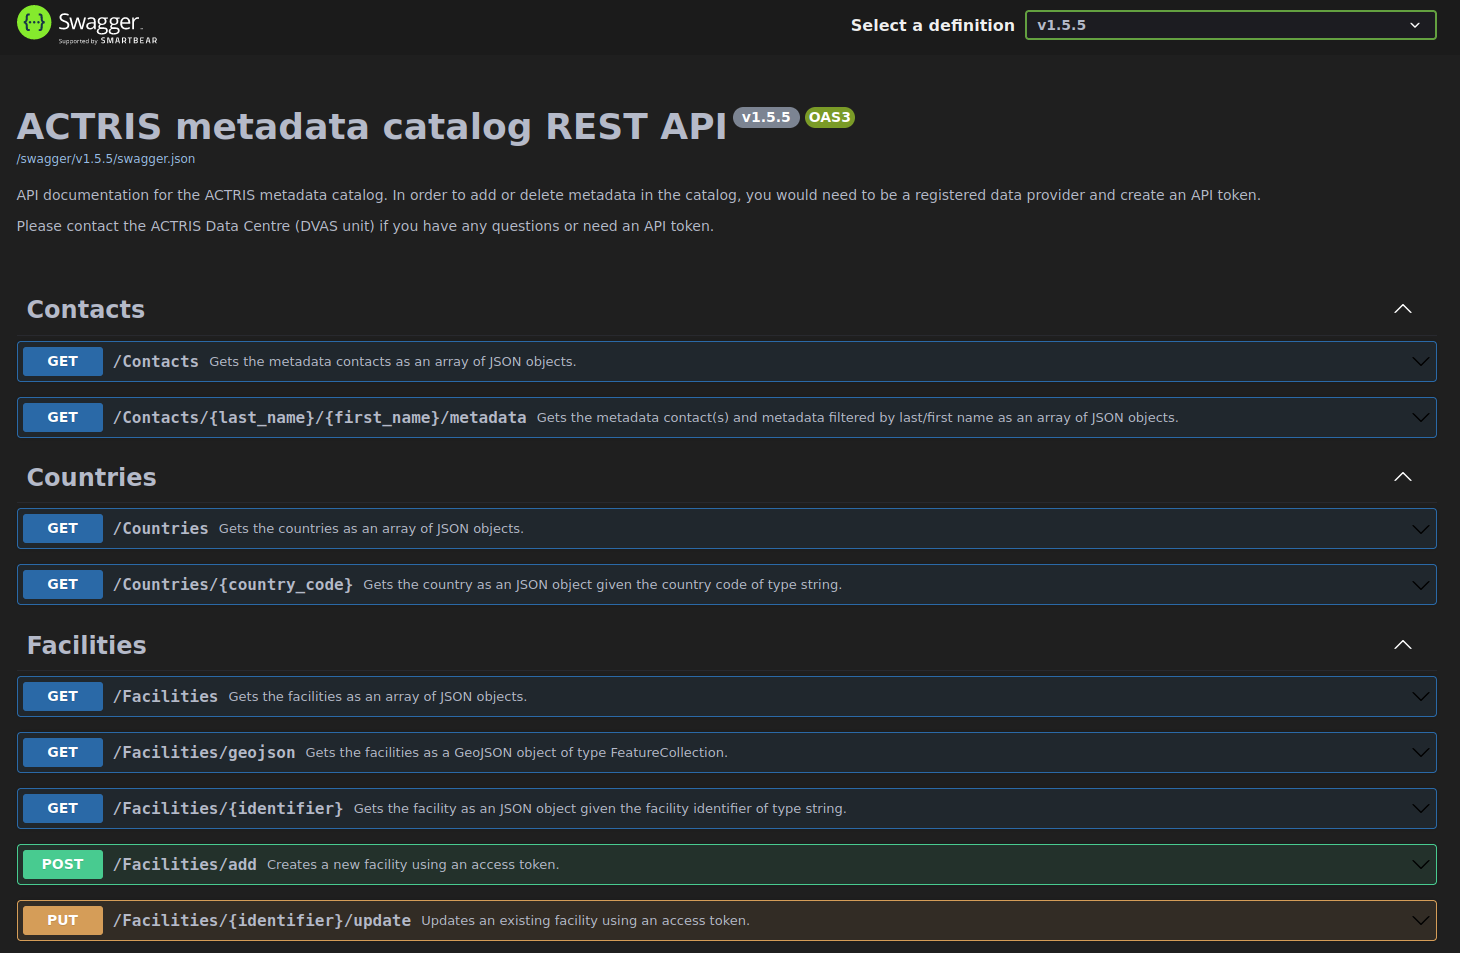 Swagger
Supported by SMARTBEAR
Select a definition
v1.5.5
ACTRIS metadata catalog REST API v1.5.5 OAS3
/swagger/v1.5.5/swagger.json
API documentation for the ACTRIS metadata catalog. In order to add or delete metadata in the catalog, you would need to be a registered data provider and create an API token.
Please contact the ACTRIS Data Centre (DVAS unit) if you have any questions or need an API token.
Contacts
GET /Contacts Gets the metadata contacts as an array of JSON objects.
GET /Contacts/{last_name}/{first_name}/metadata Gets the metadata contact(s) and metadata filtered by last/first name as an array of JSON objects.
Countries
GET /Countries Gets the countries as an array of JSON objects.
GET /Countries/{country_code} Gets the country as an JSON object given the country code of type string.
Facilities
GET /Facilities Gets the facilities as an array of JSON objects.
GET /Facilities/geojson Gets the facilities as a GeoJSON object of type FeatureCollection.
GET /Facilities/{identifier} Gets the facility as an JSON object given the facility identifier of type string.
POST /Facilities/add Creates a new facility using an access token.
PUT /Facilities/{identifier}/update Updates an existing facility using an access token.